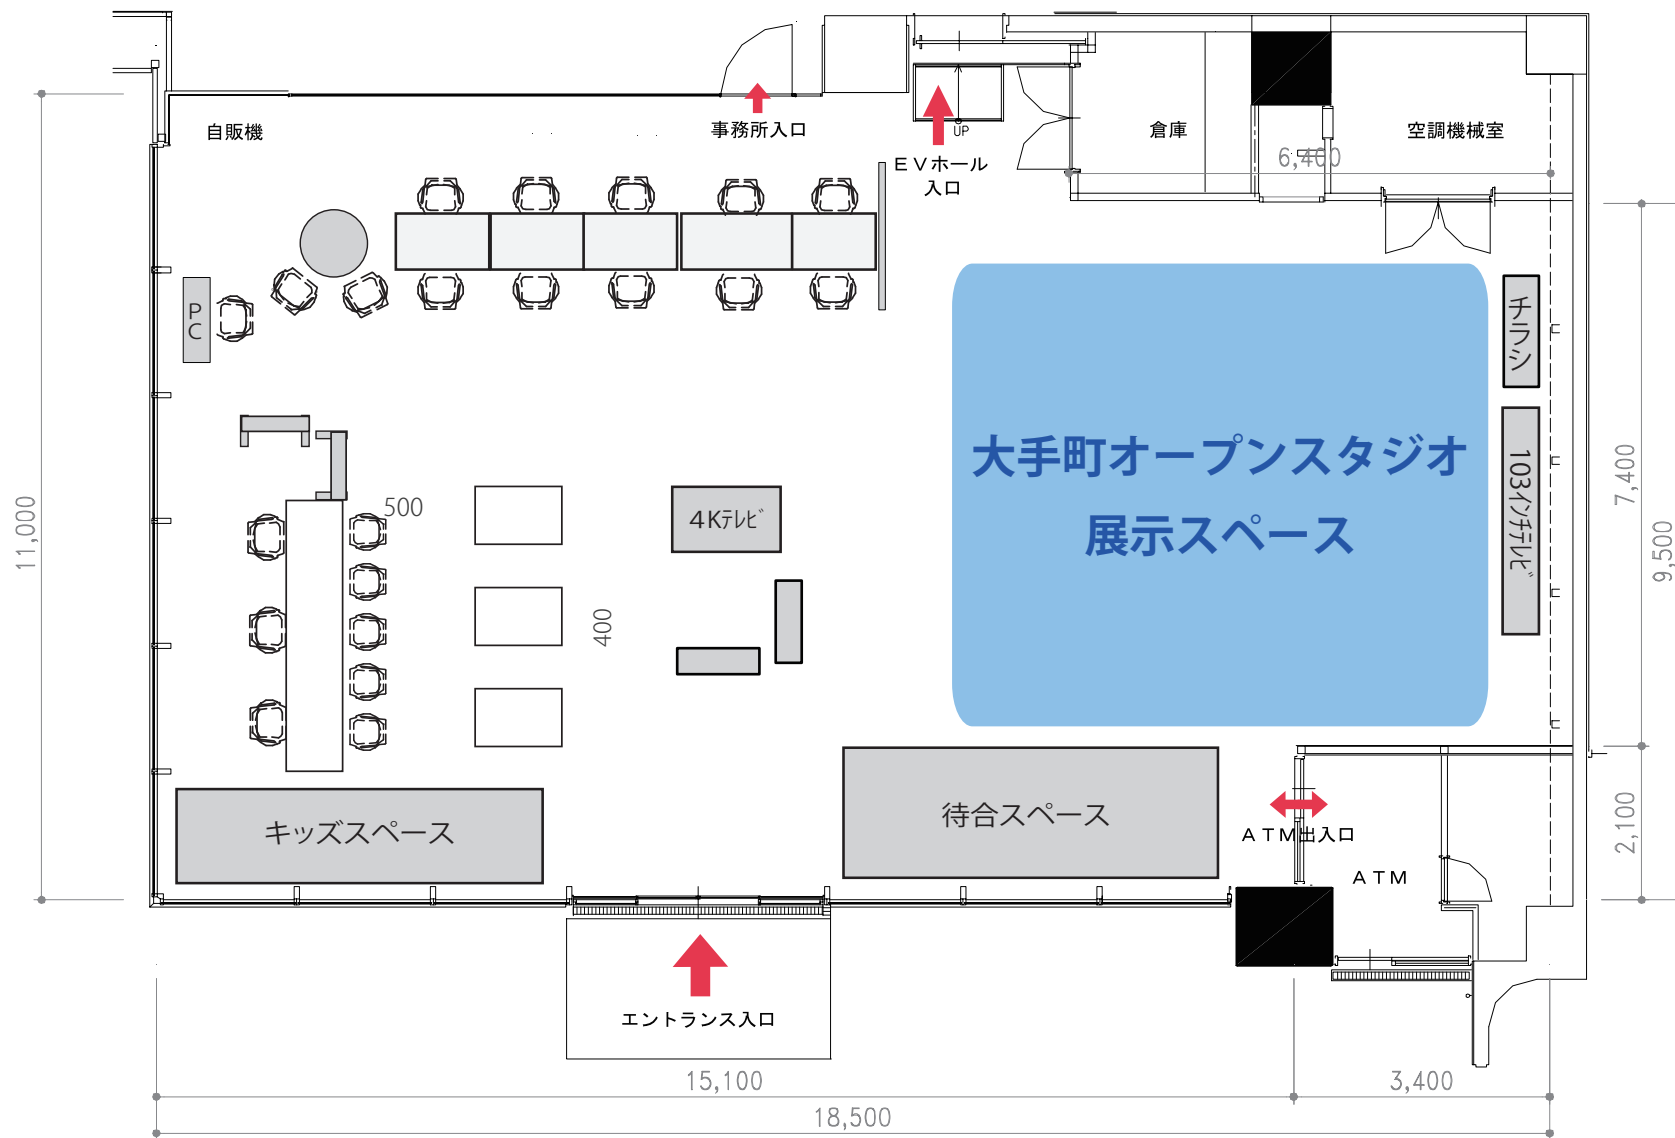 自販機
事務所入口
UP
EVホール
入口
倉庫
空調機械室
6,400
PC
チラシ
大手町オープンスタジオ
展示スペース
103インチテレビ
4Kテレビ
500
400
11,000
7,400
9,500
2,100
キッズスペース
待合スペース
ATM出入口
ATM
エントランス入口
15,100
3,400
18,500